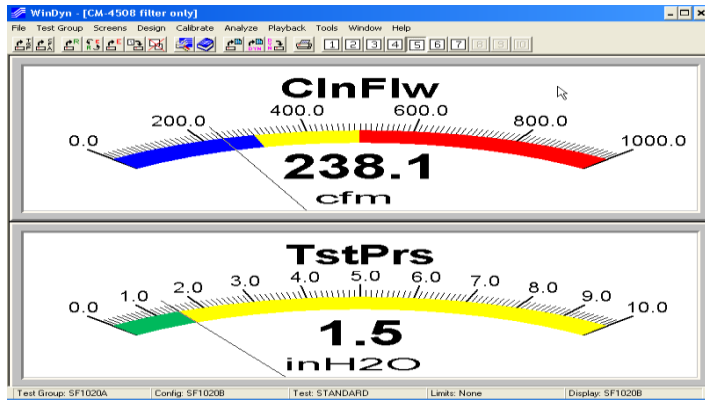 WinDyn - [CM-4508 filter only]
File Test Group Screens Design Calibrate Analyze Playback Tools Window Help
1 2 3 4 5 6 7 8 9 10
ClnFlw
0.0 200.0 400.0 600.0 800.0 1000.0
238.1
cfm
TstPrs
0.0 1.0 2.0 3.0 4.0 5.0 6.0 7.0 8.0 9.0 10.0
1.5
inH2O
Test Group: SF1020A Config: SF1020B Test: STANDARD Limits: None Display: SF1020B